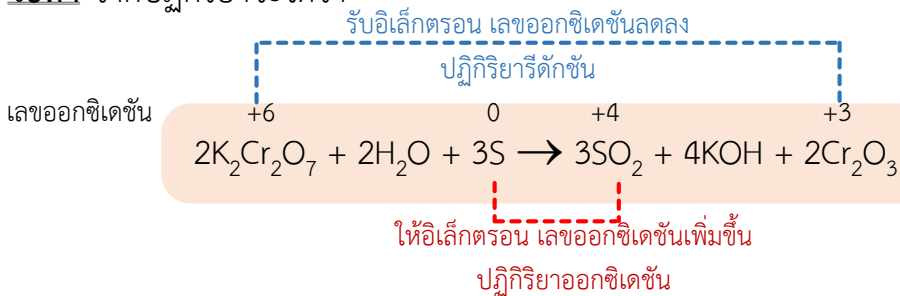 รับอิเล็กตรอน เลขออกซิเดชันลดลง
ปฏิกิริยารีดักชัน
เลขออกซิเดชัน +6 0 +4 +3
2K₂Cr₂O₇ + 2H₂O + 3S → 3SO₂ + 4KOH + 2Cr₂O₃
ให้อิเล็กตรอน เลขออกซิเดชันเพิ่มขึ้น
ปฏิกิริยาออกซิเดชัน